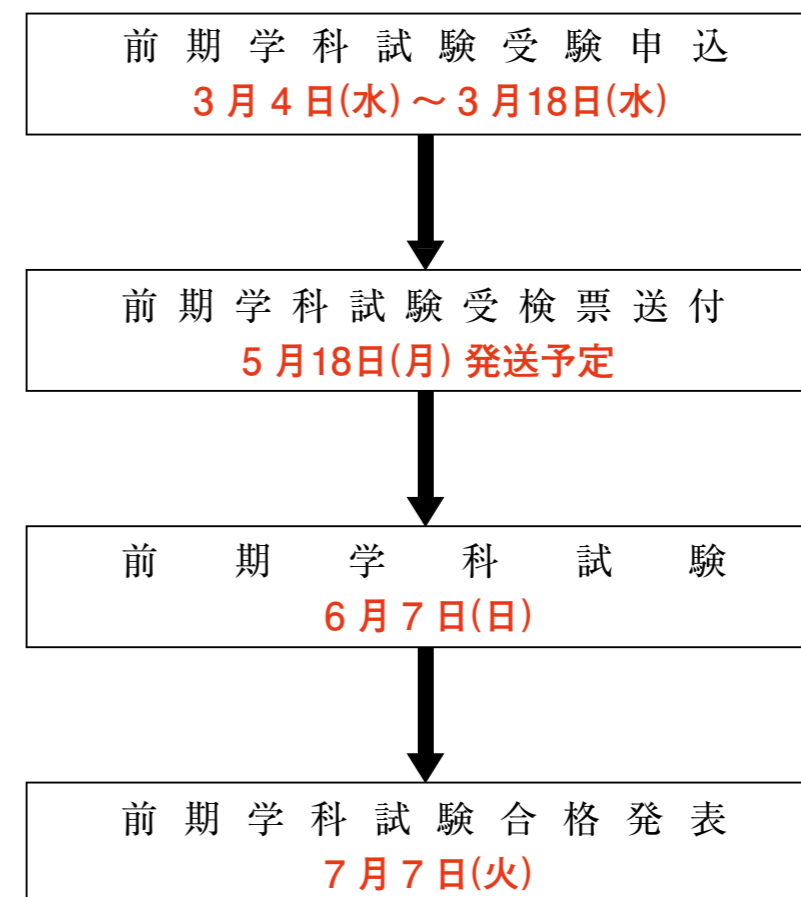 前期学科試験受験申込
3月4日(水)～3月18日(水)
前期学科試験受検票送付
5月18日(月) 発送予定
前期学科試験
6月7日(日)
前期学科試験合格発表
7月7日(火)